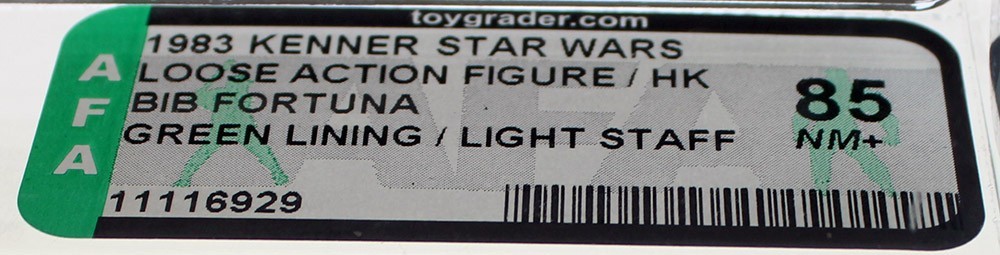 toygrader.com
AFA
1983 KENNER STAR WARS
LOOSE ACTION FIGURE / HK
BIB FORTUNA
GREEN LINING / LIGHT STAFF
85
NM+
11116929
AFA